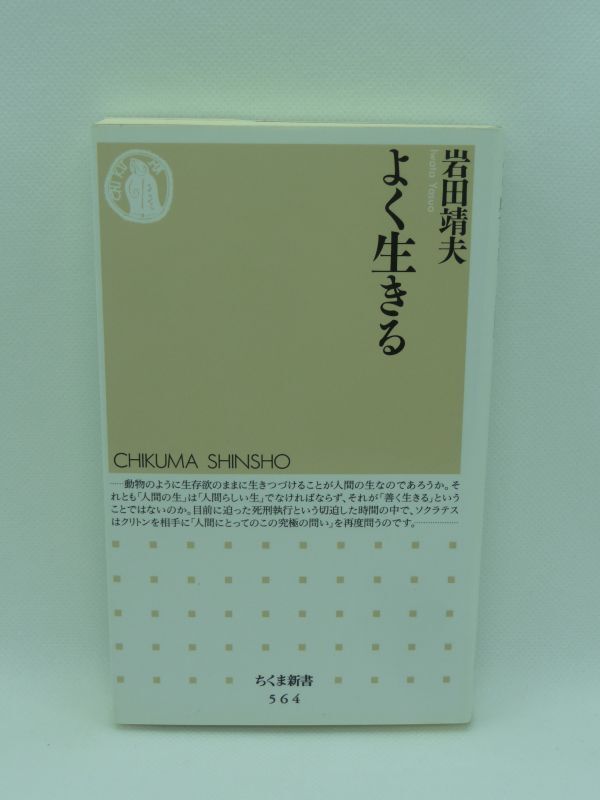 岩田靖夫
Iwata Yasuo
よく生きる
CHIKUMA
CHIKUMA SHINSHO
……動物のように生存欲のままに生きつづけることが人間の生なのであろうか。そ
れとも「人間の生」は「人間らしい生」でなければならず、それが「善く生きる」という
ことではないのか。目前に迫った死刑執行という切迫した時間の中で、ソクラテス
はクリトンを相手に「人間にとってのこの究極の問い」を再度問うのです。………………
ちくま新書
564